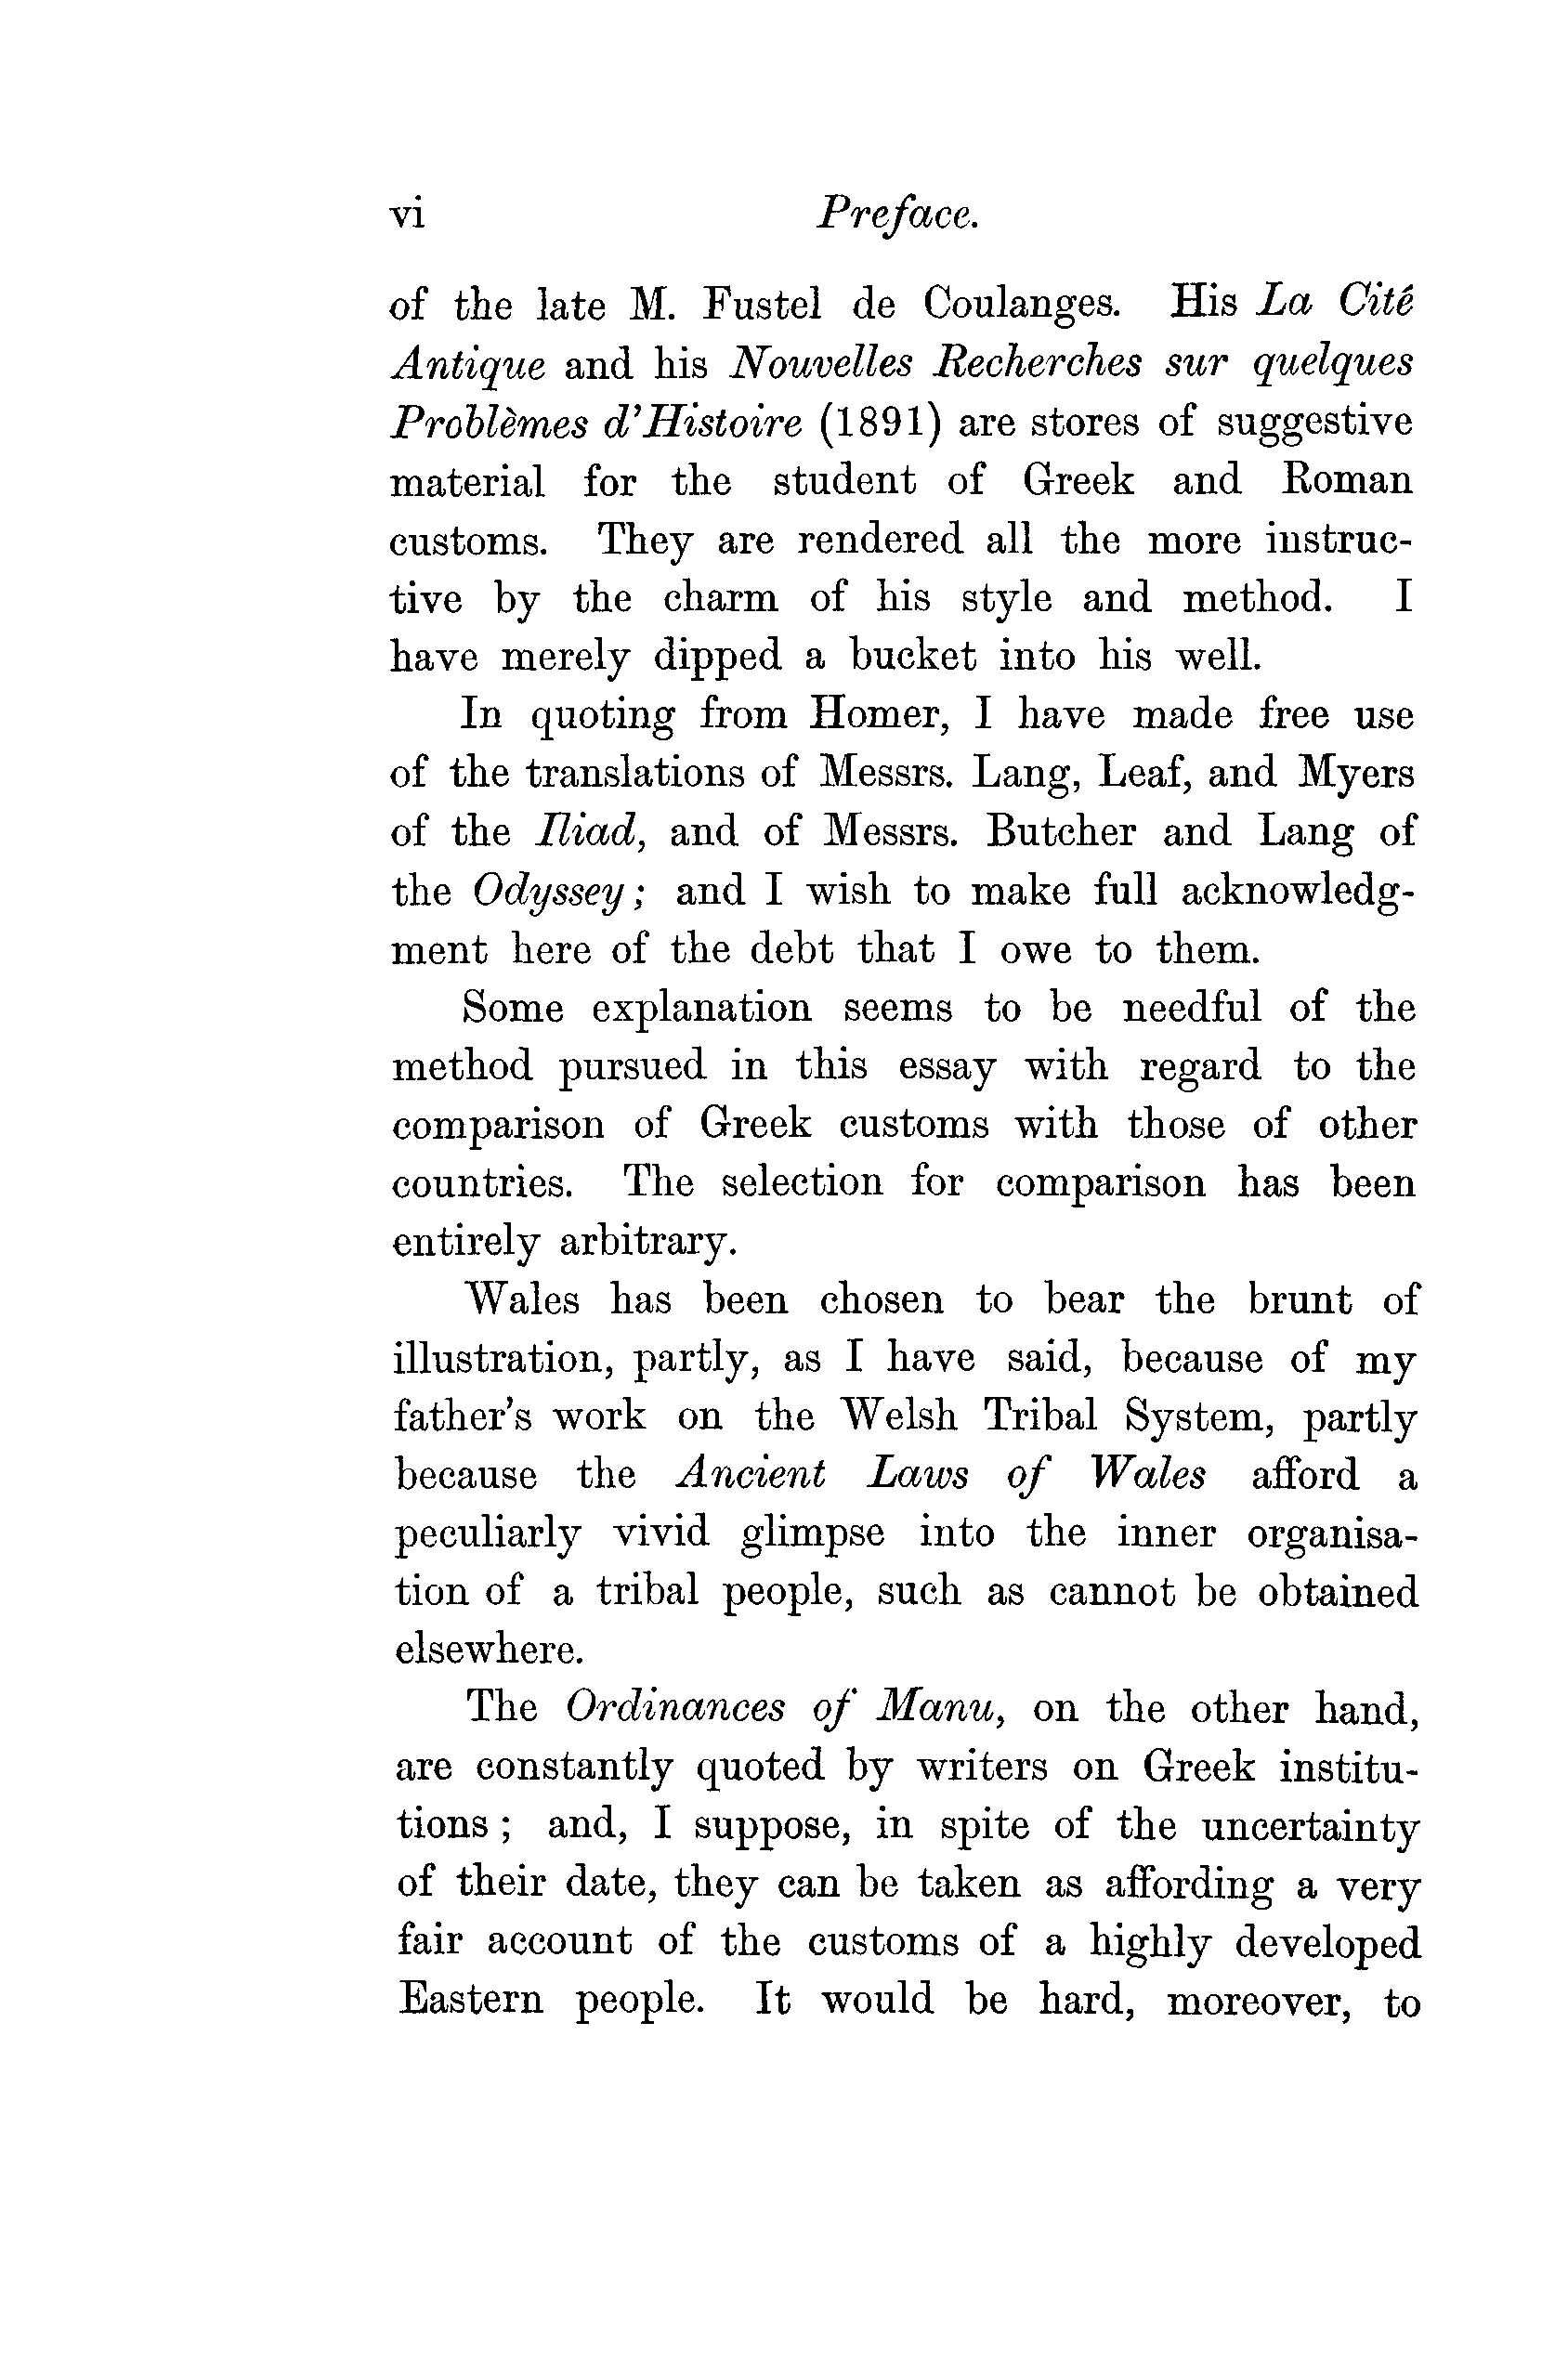 vi Preface.
of the late M. Fustel de Coulanges. His La Cité
Antique and his Nouvelles Recherches sur quelques
Problèmes d'Histoire (1891) are stores of suggestive
material for the student of Greek and Roman
customs. They are rendered all the more instruc-
tive by the charm of his style and method. I
have merely dipped a bucket into his well.
In quoting from Homer, I have made free use
of the translations of Messrs. Lang, Leaf, and Myers
of the Iliad, and of Messrs. Butcher and Lang of
the Odyssey; and I wish to make full acknowledg-
ment here of the debt that I owe to them.
Some explanation seems to be needful of the
method pursued in this essay with regard to the
comparison of Greek customs with those of other
countries. The selection for comparison has been
entirely arbitrary.
Wales has been chosen to bear the brunt of
illustration, partly, as I have said, because of my
father's work on the Welsh Tribal System, partly
because the Ancient Laws of Wales afford a
peculiarly vivid glimpse into the inner organisa-
tion of a tribal people, such as cannot be obtained
elsewhere.
The Ordinances of Manu, on the other hand,
are constantly quoted by writers on Greek institu-
tions; and, I suppose, in spite of the uncertainty
of their date, they can be taken as affording a very
fair account of the customs of a highly developed
Eastern people. It would be hard, moreover, to